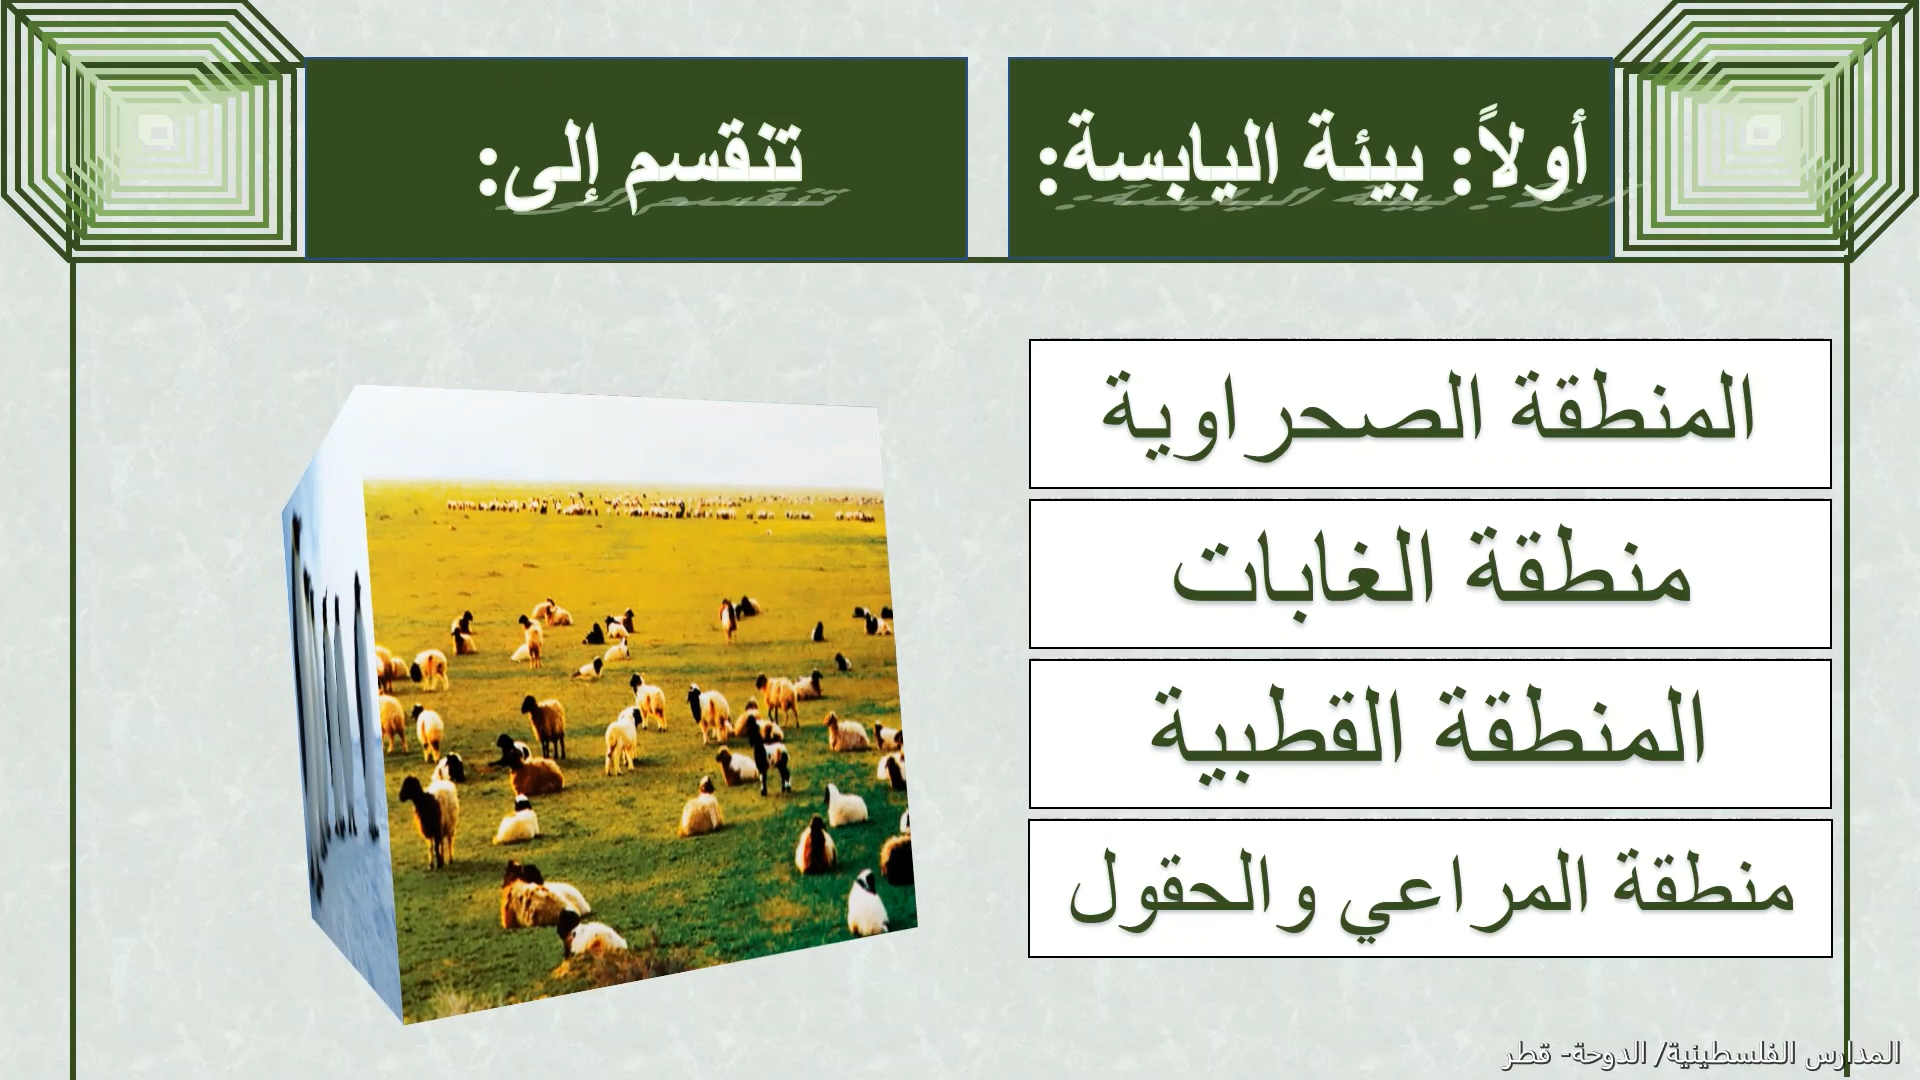 أولاً: بيئة اليابسة:
تنقسم إلى:
المنطقة الصحراوية
منطقة الغابات
المنطقة القطبية
منطقة المراعي والحقول
المدارس الفلسطينية/ الدوحة- قطر